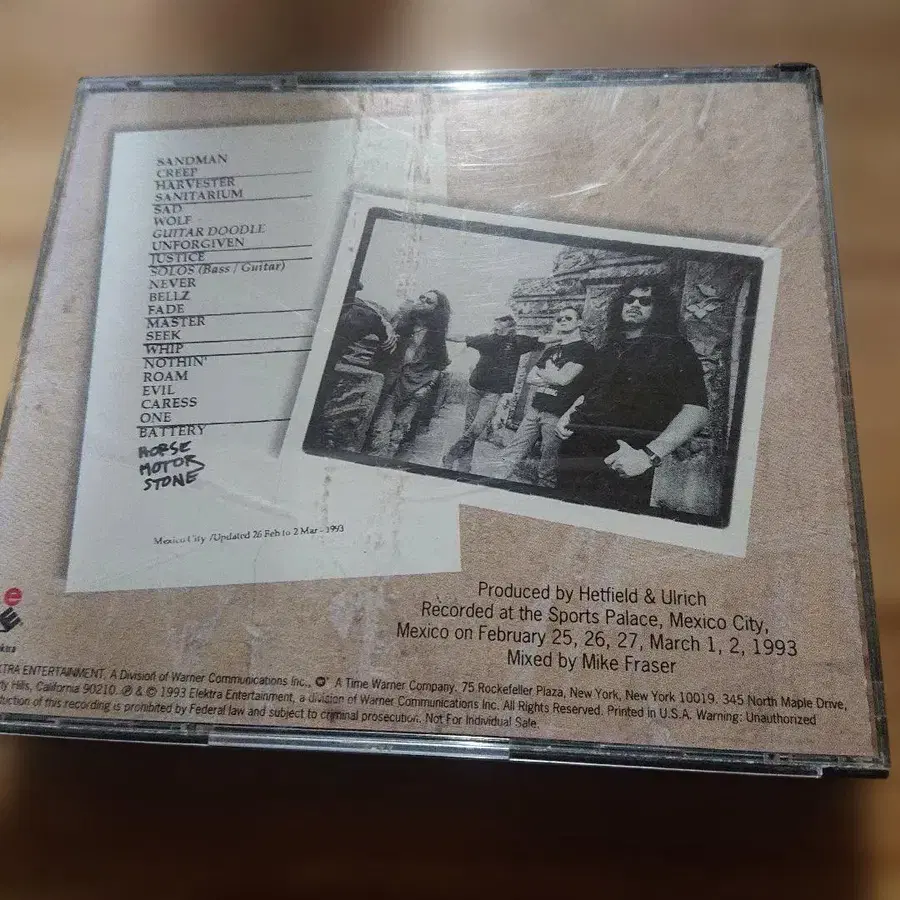 SANDMAN
CREEP
HARVESTER
SANITARIUM
SAD
WOLF
GUITAR DOODLE
UNFORGIVEN
JUSTICE
SOLOS (Bass / Guitar)
NEVER
BELLZ
FADE
MASTER
SEEK
WHIP
NOTHIN'
ROAM
EVIL
CARESS
ONE
BATTERY
HORSE
MOTOR
STONE
Mexico City /Updated 26 Feb to 2 Mar - 1993
Produced by Hetfield & Ulrich
Recorded at the Sports Palace, Mexico City,
Mexico on February 25, 26, 27, March 1, 2, 1993
Mixed by Mike Fraser
ENTERTAINMENT, A Division of Warner Communications Inc., A Time Warner Company. 75 Rockefeller Plaza, New York, New York 10019. 345 North Maple Drive,
Hills, California 90210. ℗ & © 1993 Elektra Entertainment, a division of Warner Communications Inc. All Rights Reserved. Printed in U.S.A. Warning: Unauthorized
of this recording is prohibited by Federal law and subject to criminal prosecution. Not For Individual Sale.